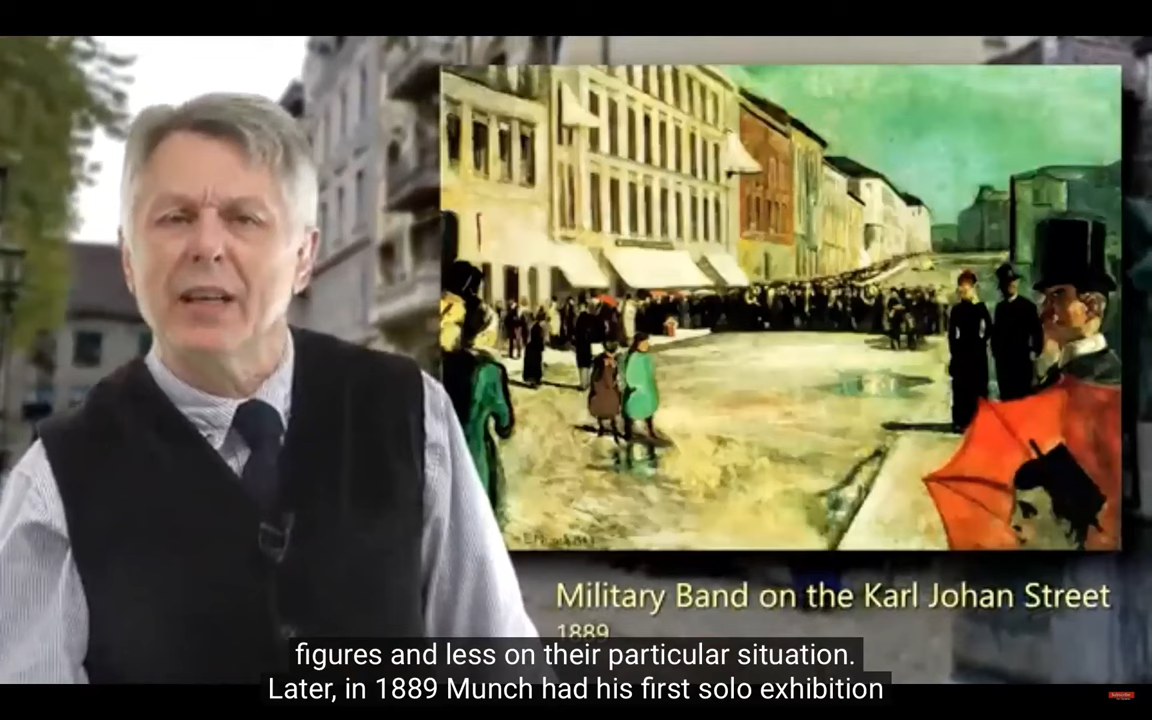 Military Band on the Karl Johan Street
1889
figures and less on their particular situation.
Later, in 1889 Munch had his first solo exhibition
Subscribe